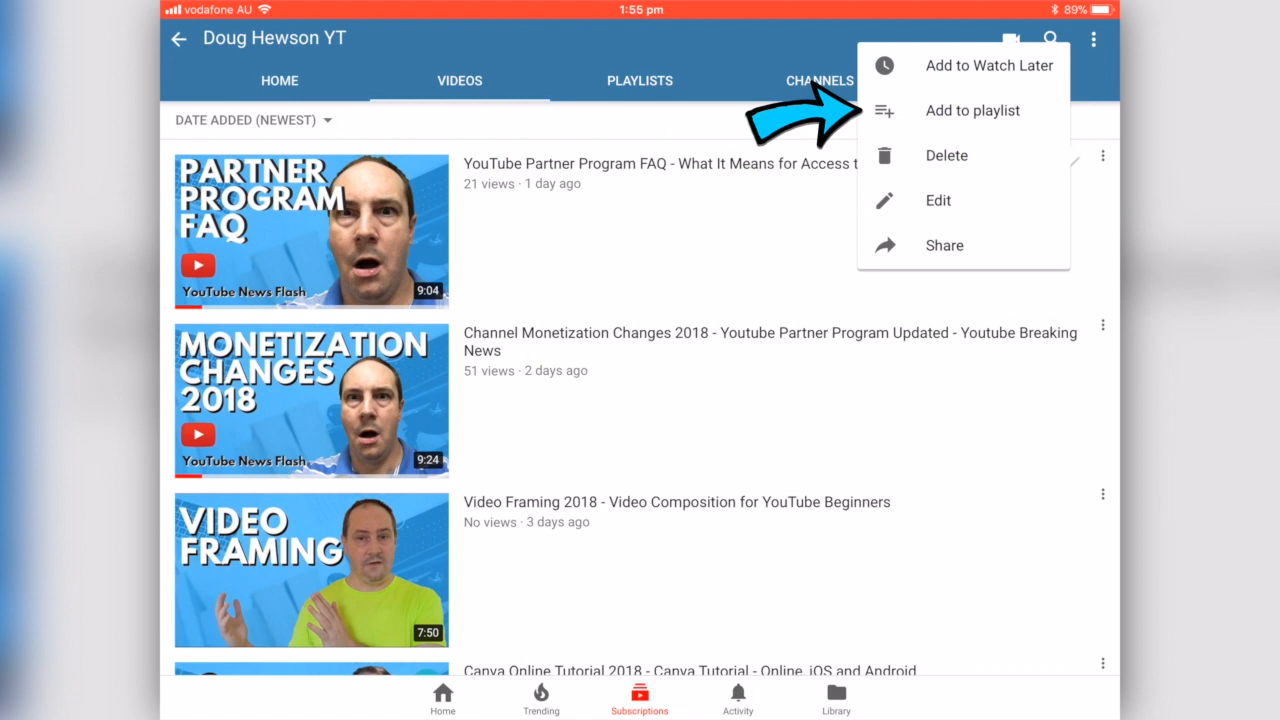 vodafone AU
1:55 pm
89%
Doug Hewson YT
HOME
VIDEOS
PLAYLISTS
CHANNELS
DATE ADDED (NEWEST)
Add to Watch Later
Add to playlist
Delete
Edit
Share
PARTNER
PROGRAM
FAQ
YouTube News Flash
9:04
YouTube Partner Program FAQ - What It Means for Access t
21 views · 1 day ago
MONETIZATION
CHANGES
2018
YouTube News Flash
9:24
Channel Monetization Changes 2018 - Youtube Partner Program Updated - Youtube Breaking
News
51 views · 2 days ago
VIDEO
FRAMING
7:50
Video Framing 2018 - Video Composition for YouTube Beginners
No views · 3 days ago
Canva Online Tutorial 2018 - Canva Tutorial - Online, iOS and Android
Home
Trending
Subscriptions
Activity
Library